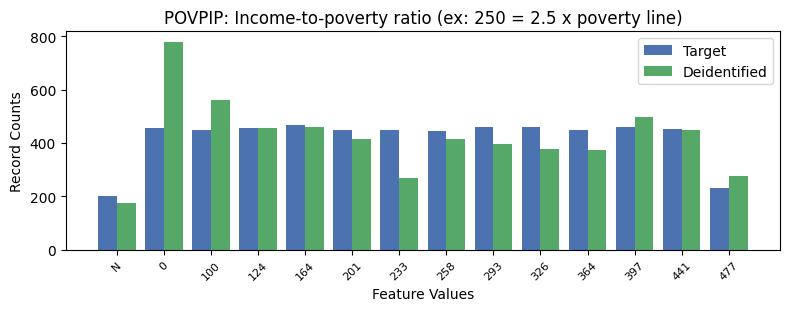 POVPIP: Income-to-poverty ratio (ex: 250 = 2.5 x poverty line)
Target
Deidentified
Record Counts
800
600
400
200
0
N 0 100 124 164 201 233 258 293 326 364 397 441 477
Feature Values